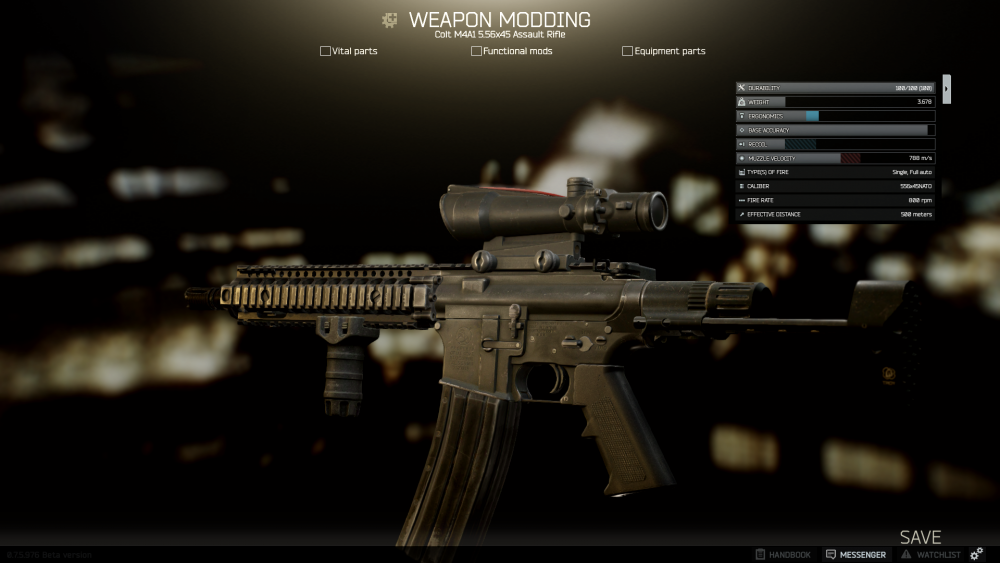 WEAPON MODDING
Colt M4A1 5.56x45 Assault Rifle
Vital parts
Functional mods
Equipment parts
DURABILITY 100/100 (100)
WEIGHT 3.678
ERGONOMICS
BASE ACCURACY
RECOIL
MUZZLE VELOCITY 788 m/s
TYPE(S) OF FIRE Single, Full auto
CALIBER 556x45NATO
FIRE RATE 800 rpm
EFFECTIVE DISTANCE 500 meters
SAVE
HANDBOOK
MESSENGER
WATCHLIST